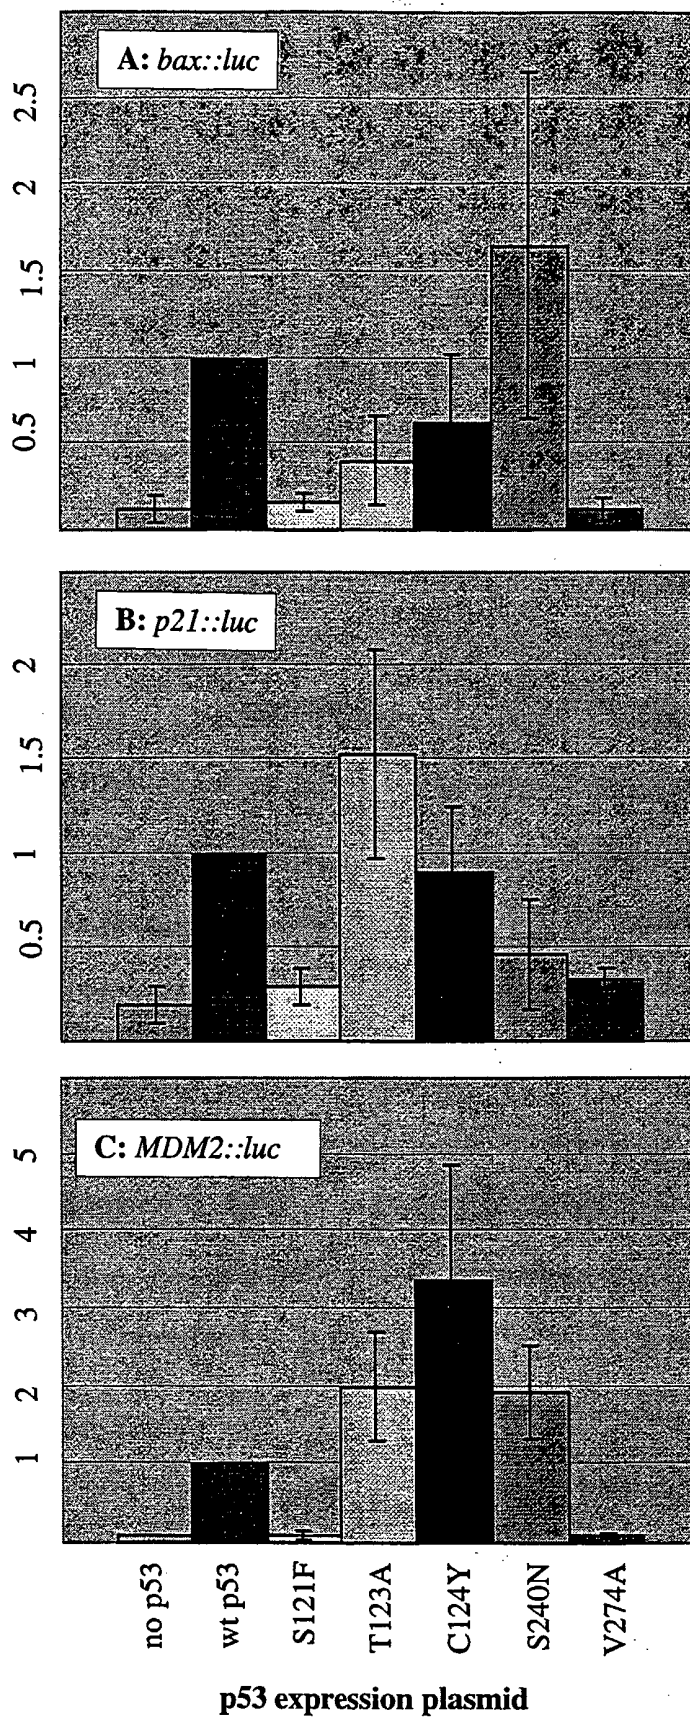 A: bax::luc
2.5
2
1.5
1
0.5
B: p21::luc
2
1.5
1
0.5
C: MDM2::luc
5
4
3
2
1
no p53
wt p53
S121F
T123A
C124Y
S240N
V274A
p53 expression plasmid